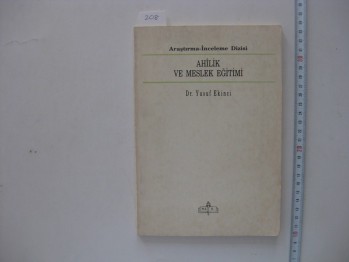 Araştırma-İnceleme Dizisi
AHİLİK
VE MESLEK EĞİTİMİ
Dr. Yusuf Ekinci